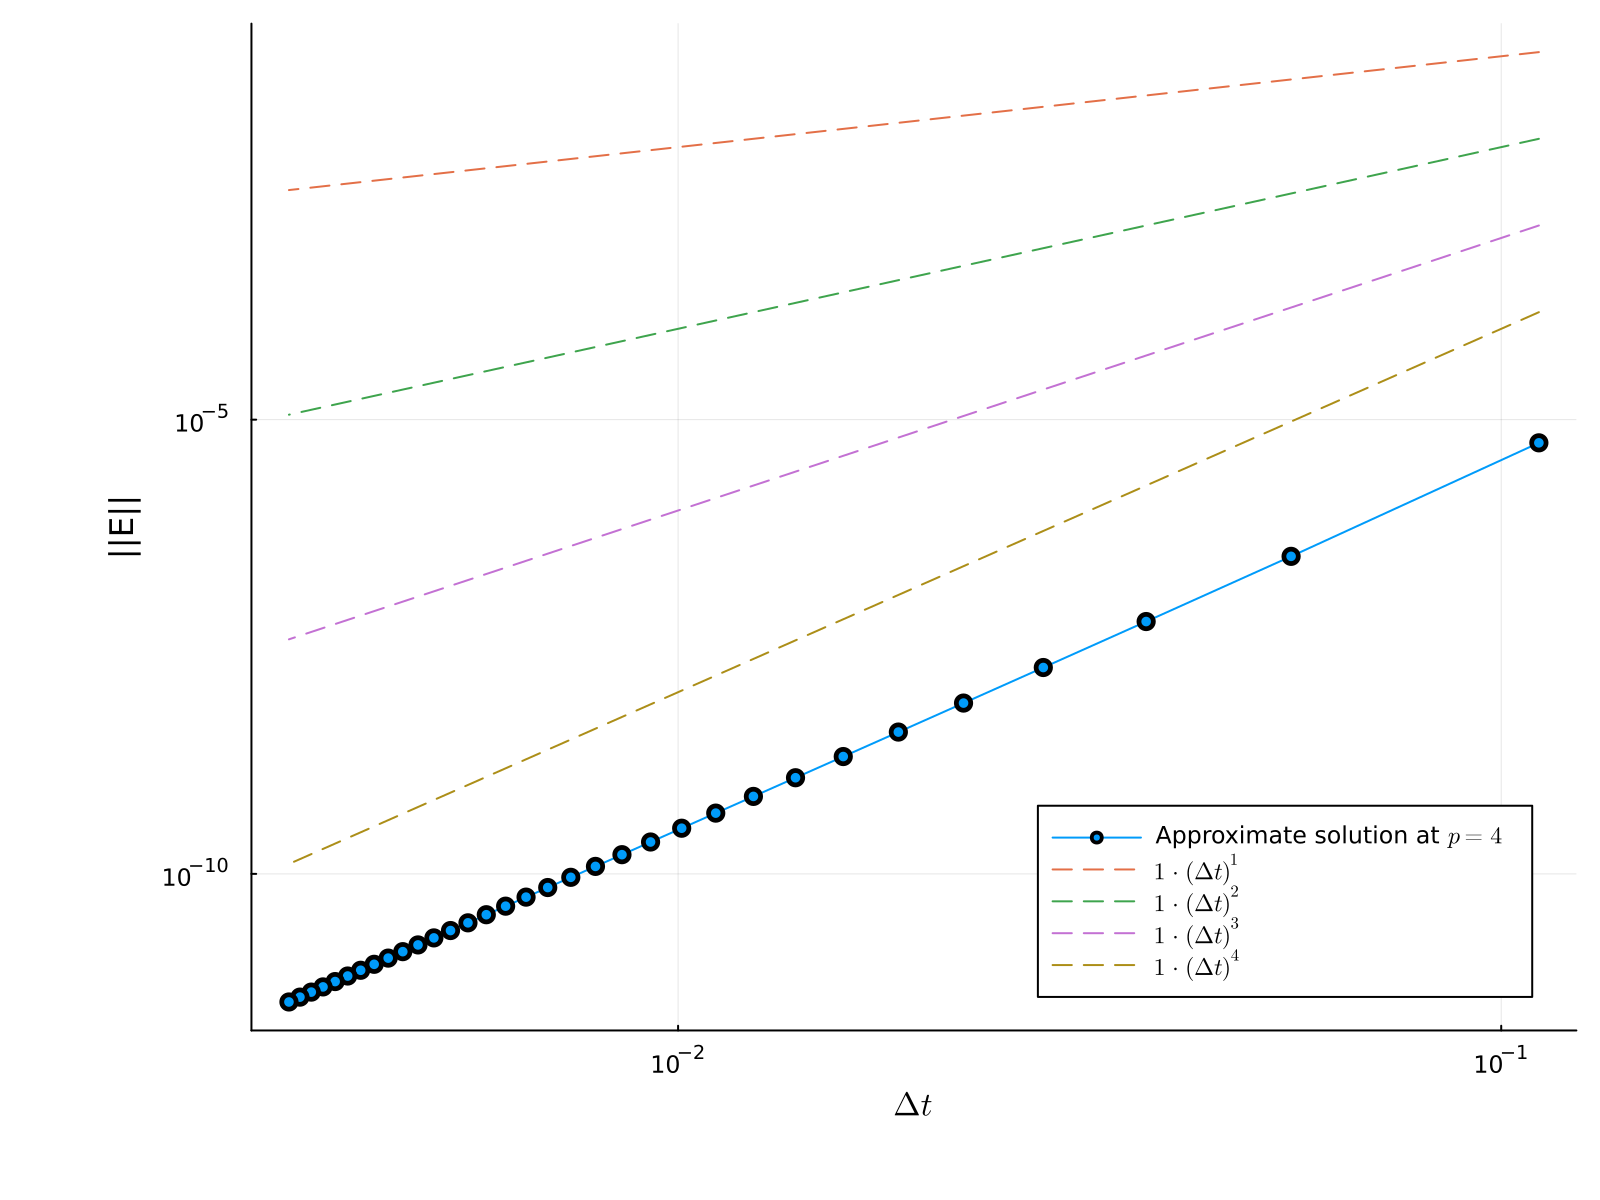 ||E||
10⁻⁵
10⁻¹⁰
10⁻²
10⁻¹
Δt
Approximate solution at p = 4
1 · (Δt)¹
1 · (Δt)²
1 · (Δt)³
1 · (Δt)⁴